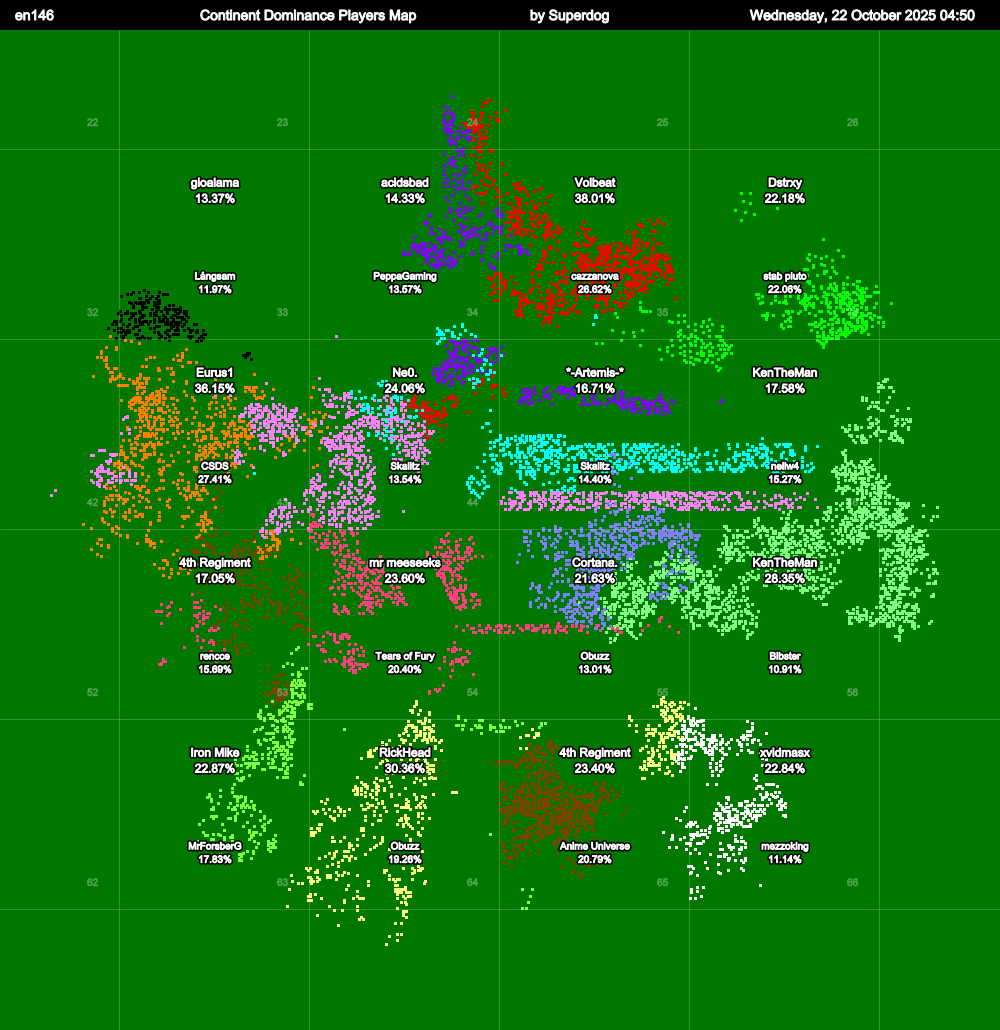 en146 Continent Dominance Players Map by Superdog Wednesday, 22 October 2025 04:50
22 23 24 25 26
gloalama acidsbad Volbeat Dstrxy
13.37% 14.33% 38.01% 22.18%
Långsam PeppaGaming cazzanova stab pluto
11.97% 13.57% 26.62% 22.06%
32 33 34 35
Eurus1 Ne0. *-Artemis-* KenTheMan
36.15% 24.06% 16.71% 17.58%
CSDS Skalitz Skalitz neliw4
27.41% 13.54% 14.40% 15.27%
42 44
4th Regiment mr meeseeks Cortana. KenTheMan
17.05% 23.60% 21.63% 28.35%
rencce Tears of Fury Obuzz Bibster
15.69% 20.40% 13.01% 10.91%
52 53 54 55 56
Iron Mike RickHead 4th Regiment xvidmasx
22.87% 30.36% 23.40% 22.84%
MrForsberG Obuzz Anime Universe mezzoking
17.83% 19.26% 20.79% 11.14%
62 63 64 65 66